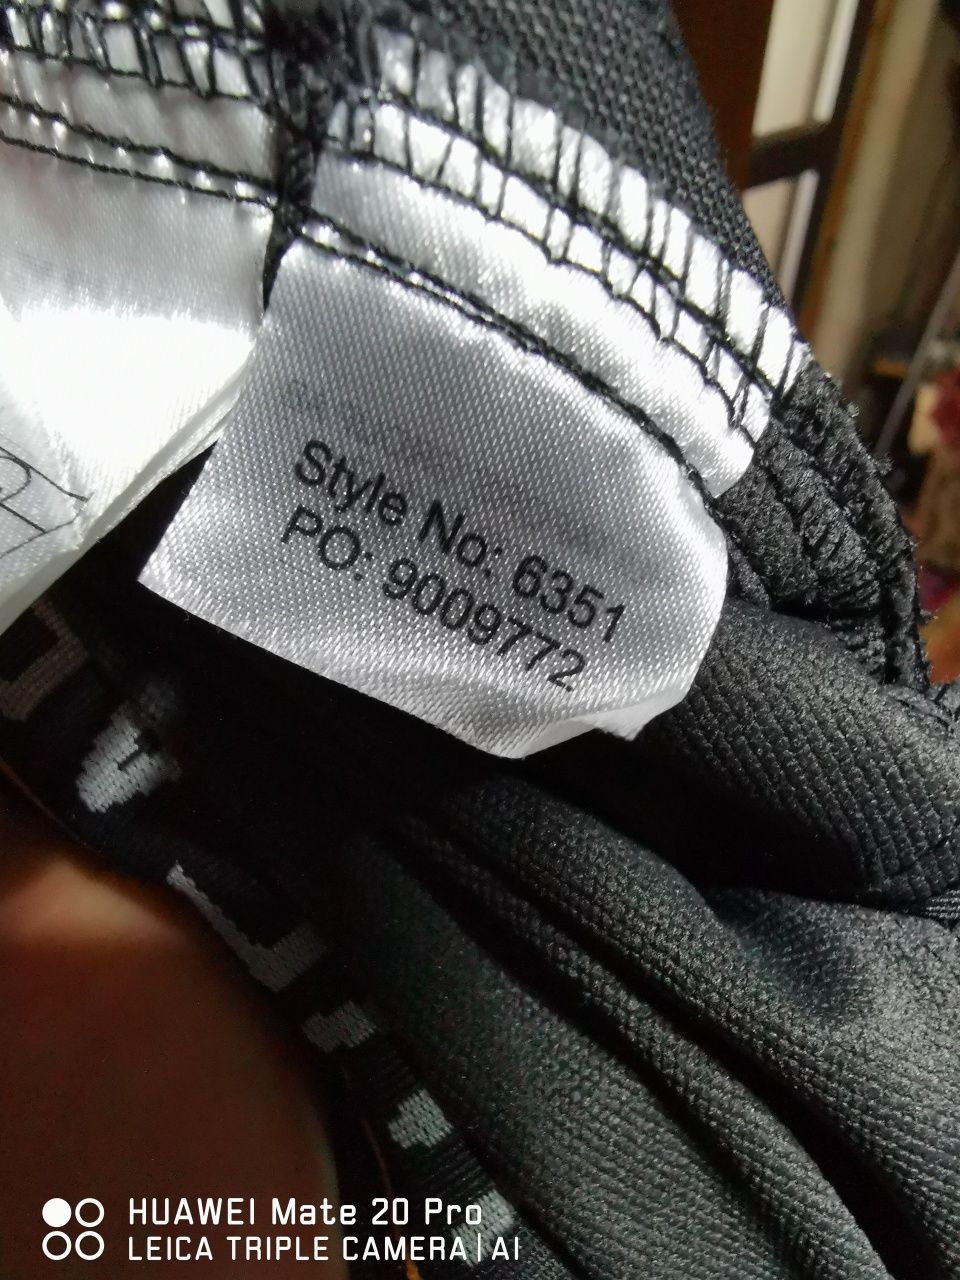 Style No: 6351
PO: 9009772
HUAWEI Mate 20 Pro
LEICA TRIPLE CAMERA | AI